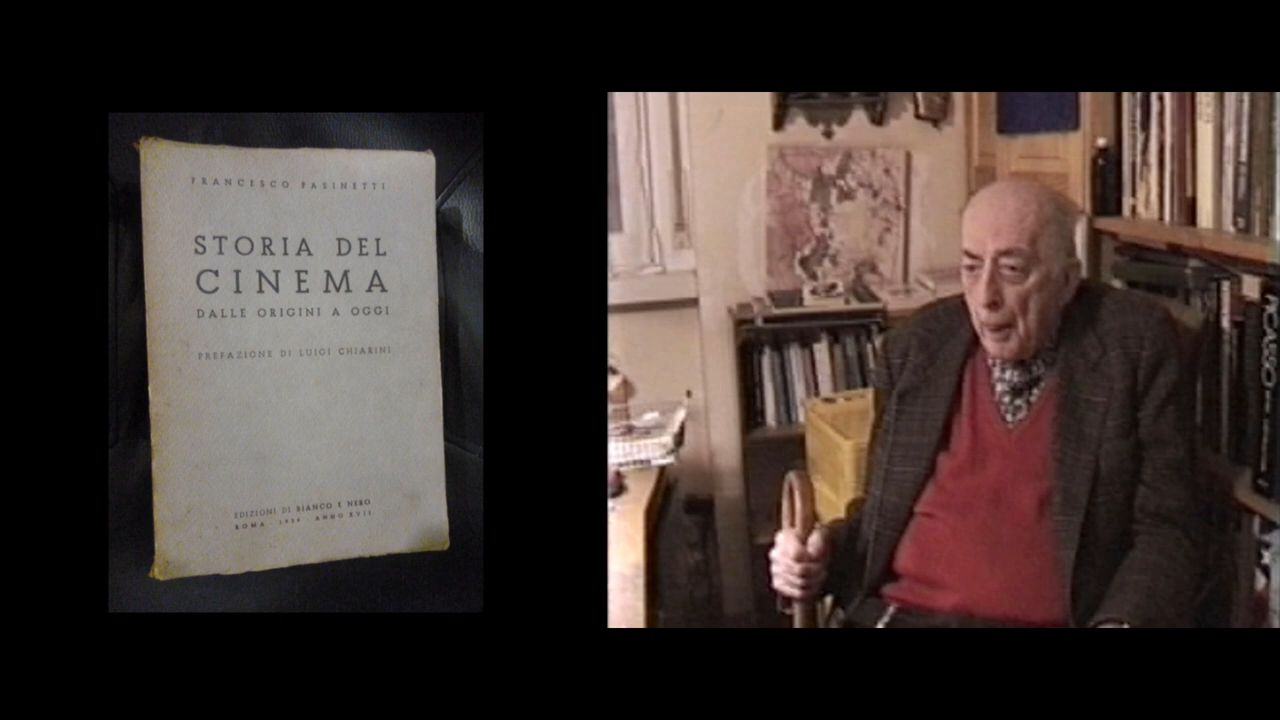 FRANCESCO PASINETTI
STORIA DEL
CINEMA
DALLE ORIGINI A OGGI
PREFAZIONE DI LUIGI CHIARINI
EDIZIONI DI BIANCO E NERO
ROMA · 1939 · ANNO XVII
PICASSO